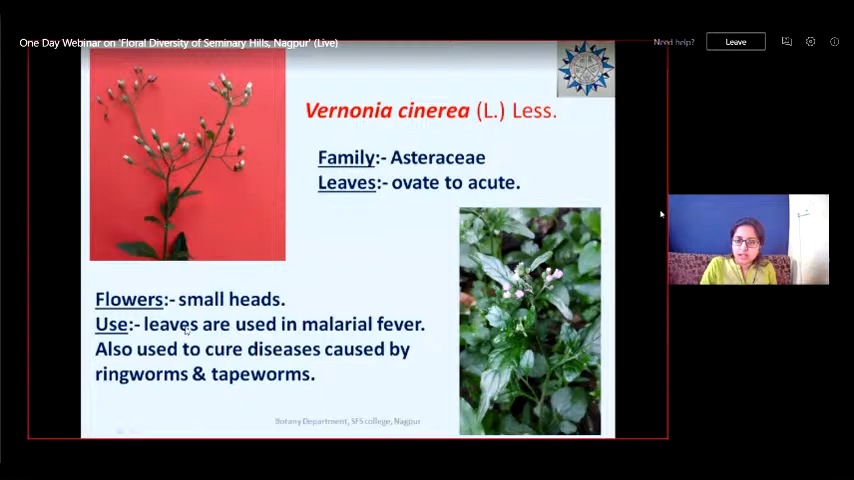 One Day Webinar on 'Floral Diversity of Seminary Hills, Nagpur' (Live)
Need help?
Leave
Vernonia cinerea (L.) Less.
Family:- Asteraceae
Leaves:- ovate to acute.
Flowers:- small heads.
Use:- leaves are used in malarial fever.
Also used to cure diseases caused by
ringworms & tapeworms.
Botany Department, SFS college, Nagpur